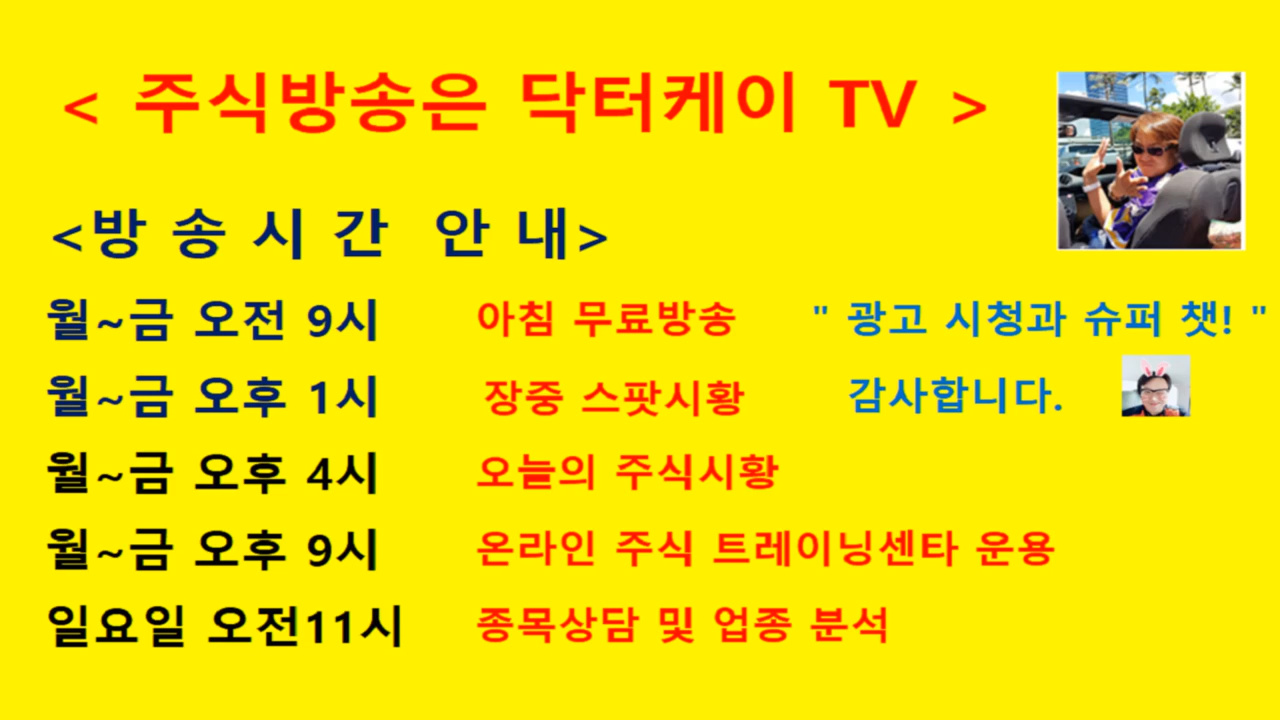 < 주식방송은 닥터케이 TV >
<방 송 시 간 안 내>
월~금 오전 9시 아침 무료방송 " 광고 시청과 슈퍼 챗! "
월~금 오후 1시 장중 스팟시황 감사합니다.
월~금 오후 4시 오늘의 주식시황
월~금 오후 9시 온라인 주식 트레이닝센타 운용
일요일 오전11시 종목상담 및 업종 분석